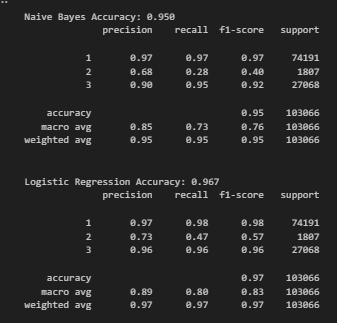 Naive Bayes Accuracy: 0.950
precision recall f1-score support
1 0.97 0.97 0.97 74191
2 0.68 0.28 0.40 1807
3 0.90 0.95 0.92 27068
accuracy 0.95 103066
macro avg 0.85 0.73 0.76 103066
weighted avg 0.95 0.95 0.95 103066
Logistic Regression Accuracy: 0.967
precision recall f1-score support
1 0.97 0.98 0.98 74191
2 0.73 0.47 0.57 1807
3 0.96 0.96 0.96 27068
accuracy 0.97 103066
macro avg 0.89 0.80 0.83 103066
weighted avg 0.97 0.97 0.97 103066